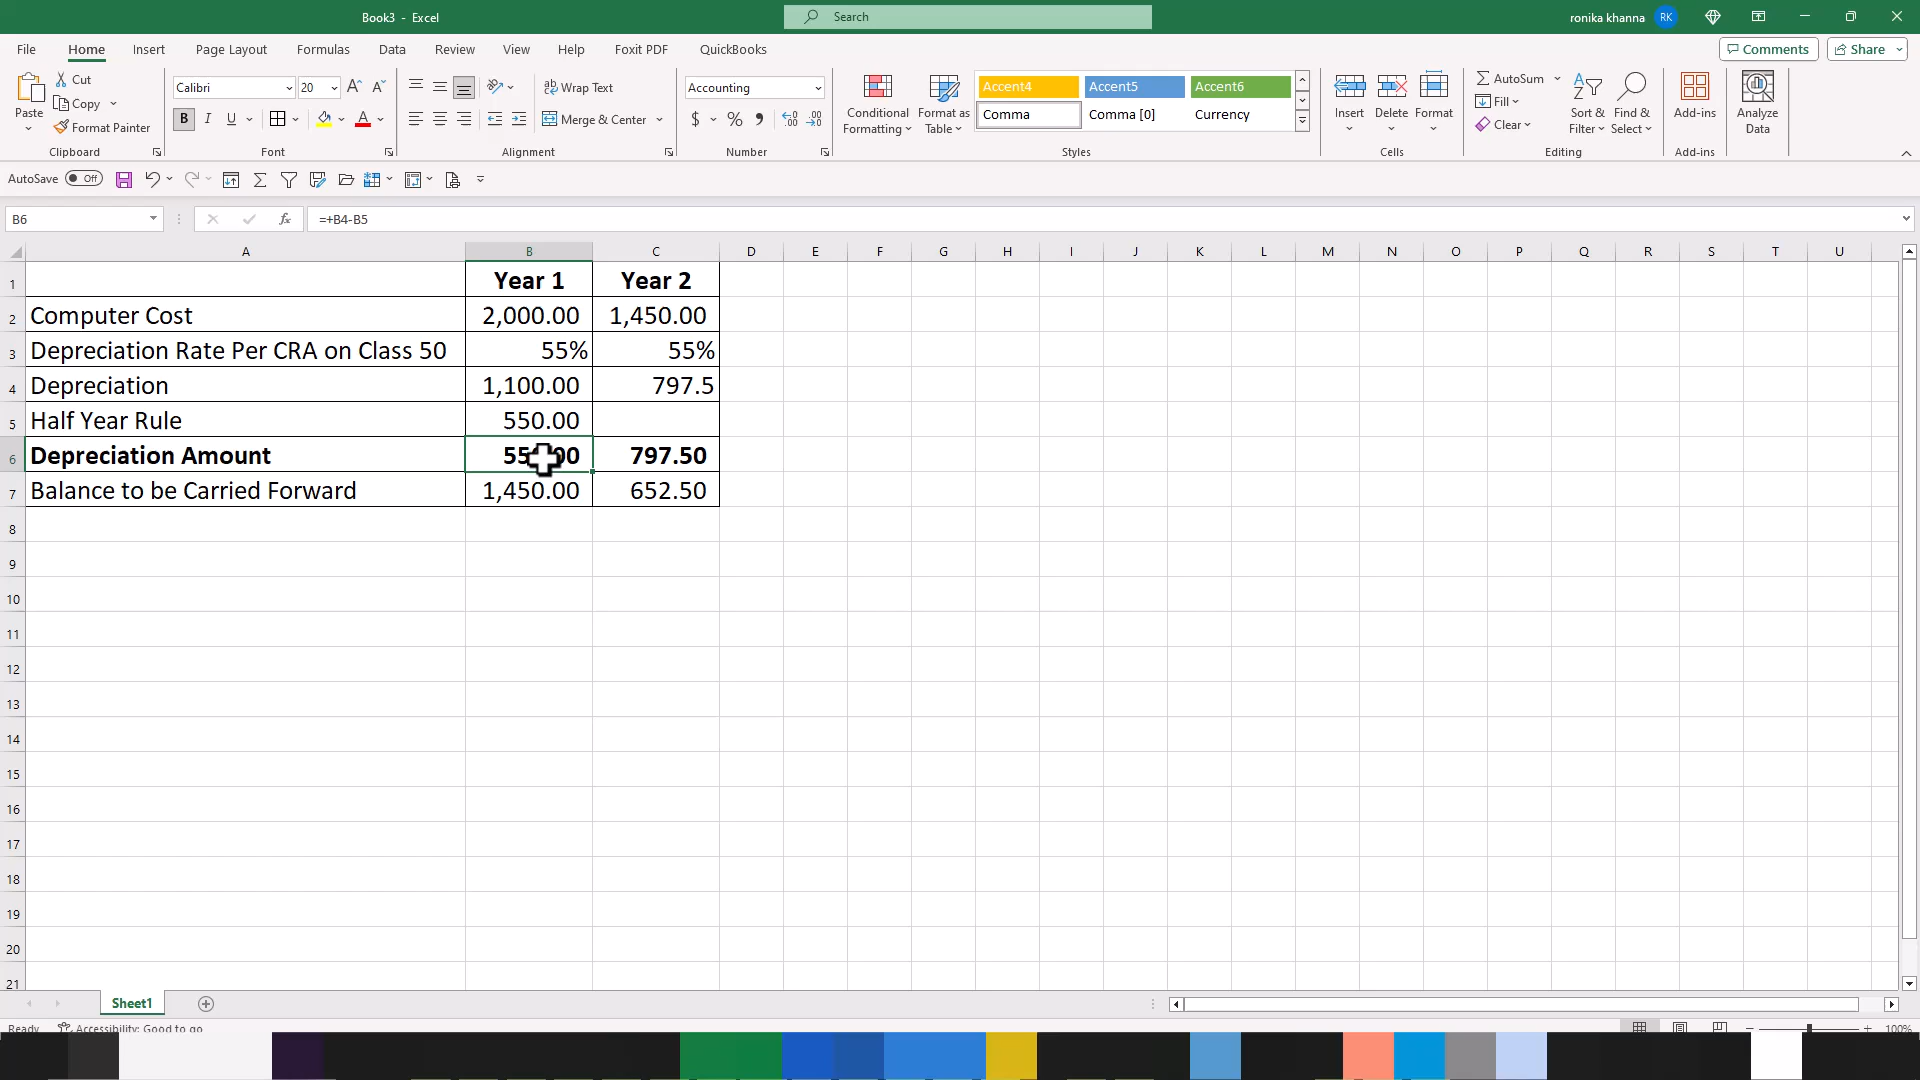 Book3 - Excel
Search
ronika khanna RK
File Home Insert Page Layout Formulas Data Review View Help Foxit PDF QuickBooks Comments Share
Paste
Cut
Copy
Format Painter
Clipboard
Calibri 20
B I U
Font
Wrap Text
Merge & Center
Alignment
Accounting
$ % ,
Number
Conditional Formatting
Format as Table
Accent4 Accent5 Accent6
Comma Comma [0] Currency
Styles
Insert Delete Format
Cells
AutoSum
Fill
Clear
Sort & Filter
Find & Select
Editing
Add-ins
Add-ins
Analyze Data
AutoSave Off
B6 fx =+B4-B5
A B C D E F G H I J K L M N O P Q R S T U
1 Year 1 Year 2
2 Computer Cost 2,000.00 1,450.00
3 Depreciation Rate Per CRA on Class 50 55% 55%
4 Depreciation 1,100.00 797.5
5 Half Year Rule 550.00
6 Depreciation Amount 797.50
7 Balance to be Carried Forward 1,450.00 652.50
8
9
10
11
12
13
14
15
16
17
18
19
20
21
Sheet1
Ready Accessibility: Good to go 100%